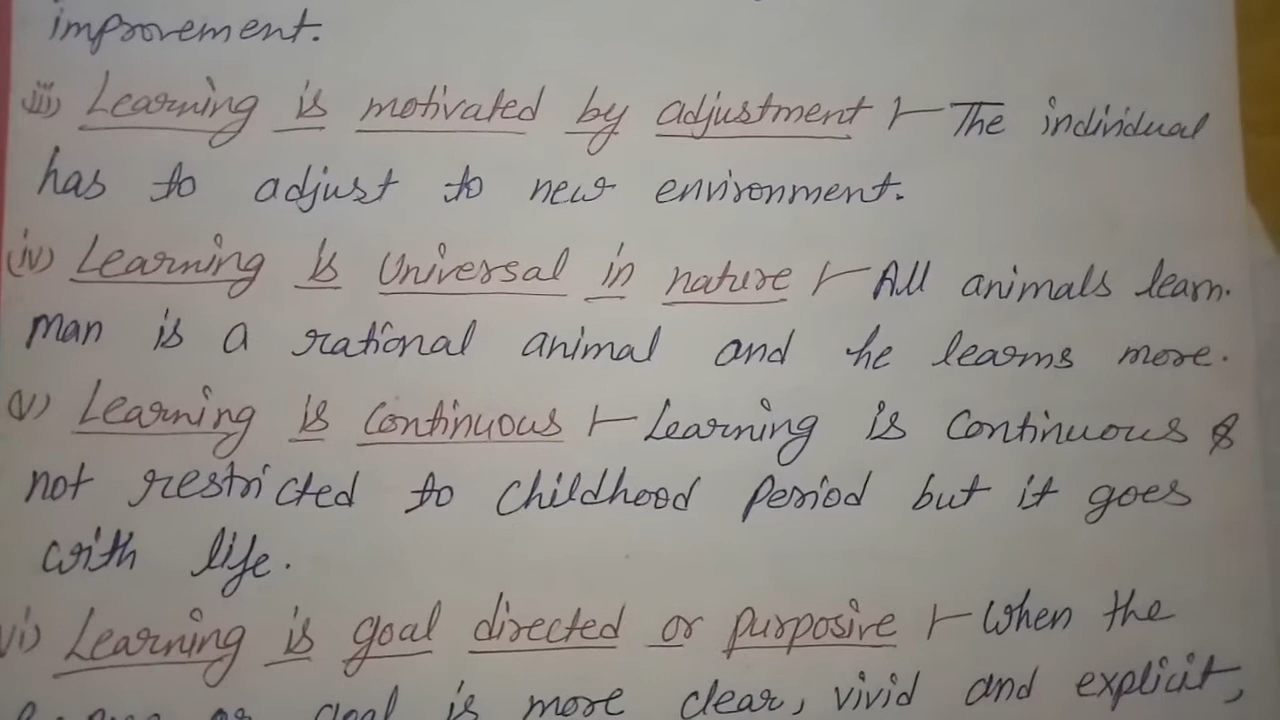 improvement.
iii) Learning is motivated by adjustment :- The individual
has to adjust to new environment.
(iv) Learning is Universal in nature :- All animals learn.
man is a rational animal and he learns more.
(v) Learning is Continuous :- Learning is Continuous &
not restricted to Childhood Period but it goes
with life.
vi) Learning is goal directed or purposive :- When the
or goal is more clear, vivid and explicit,